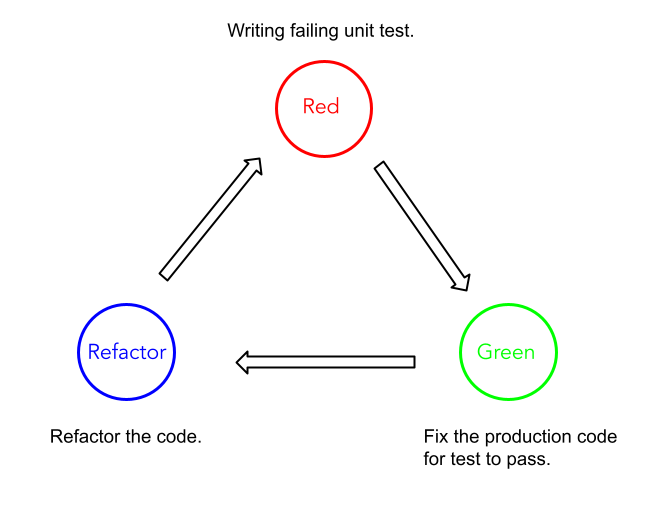 Writing failing unit test.
Red
Refactor
Green
Refactor the code.
Fix the production code
for test to pass.